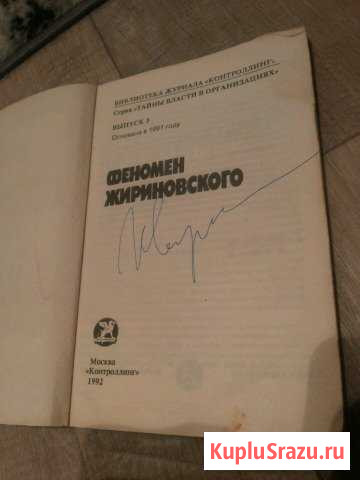 БИБЛИОТЕКА ЖУРНАЛА «КОНТРОЛЛИНГ».
Серия «ТАЙНЫ ВЛАСТИ В ОРГАНИЗАЦИЯХ»
ВЫПУСК 3
Основана в 1991 году
ФЕНОМЕН
ЖИРИНОВСКОГО
Москва
«Контроллинг»
1992
KupluSrazu.ru